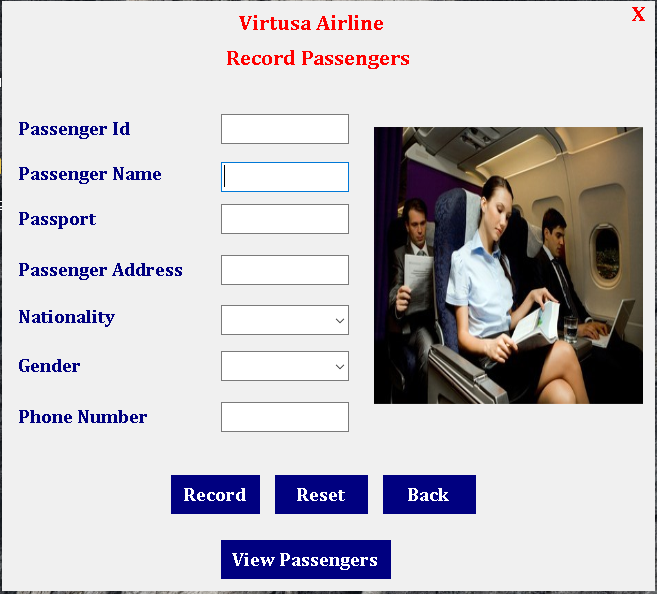 X
Virtusa Airline
Record Passengers
Passenger Id
Passenger Name
Passport
Passenger Address
Nationality
Gender
Phone Number
Record Reset Back
View Passengers